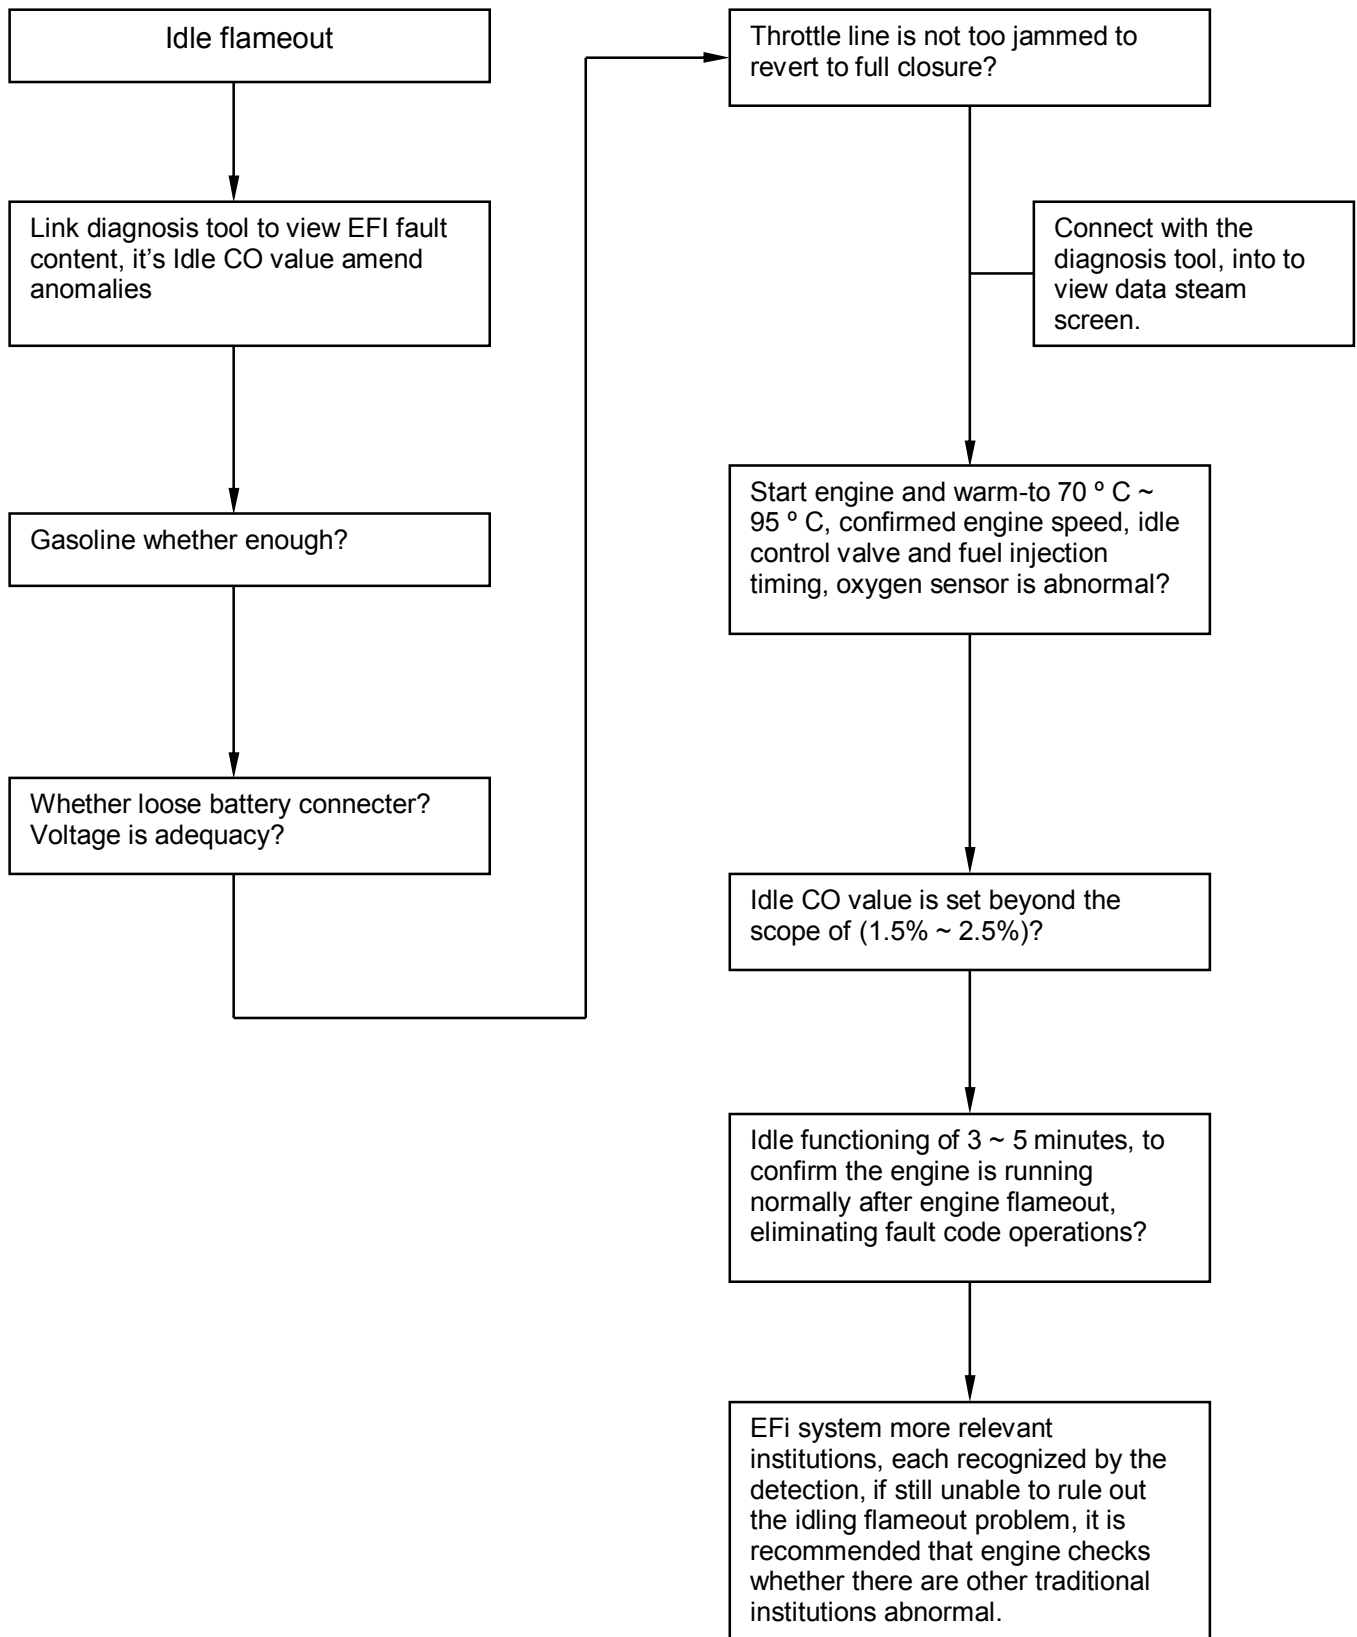 Idle flameout
Link diagnosis tool to view EFI fault
content, it's Idle CO value amend
anomalies
Gasoline whether enough?
Whether loose battery connecter?
Voltage is adequacy?
Throttle line is not too jammed to
revert to full closure?
Connect with the
diagnosis tool, into to
view data steam
screen.
Start engine and warm-to 70 º C ~
95 º C, confirmed engine speed, idle
control valve and fuel injection
timing, oxygen sensor is abnormal?
Idle CO value is set beyond the
scope of (1.5% ~ 2.5%)?
Idle functioning of 3 ~ 5 minutes, to
confirm the engine is running
normally after engine flameout,
eliminating fault code operations?
EFi system more relevant
institutions, each recognized by the
detection, if still unable to rule out
the idling flameout problem, it is
recommended that engine checks
whether there are other traditional
institutions abnormal.